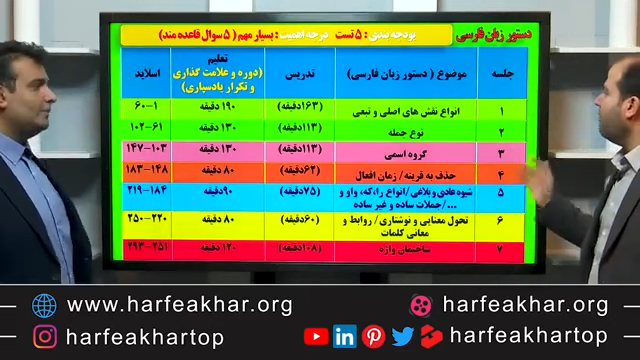 دستور زبان فارسی
بودجه بندی : ۵ تست درجه اهمیت : بسیار مهم ( ۵ سوال قاعده مند)
جلسه موضوع ( دستور زبان فارسی) تدریس تعلیم (دوره و علامت گذاری و تکرار یادسپاری) اسلاید
۱ انواع نقش های اصلی و تبعی (۱۶۳دقیقه) ۱۹۰ دقیقه ۱-۶۰
۲ نوع جمله (۱۱۳دقیقه) ۱۳۰ دقیقه ۶۱-۱۰۲
۳ گروه اسمی (۱۱۳دقیقه) ۱۳۰ دقیقه ۱۰۳-۱۴۷
۴ حذف به قرینه/ زمان افعال (۶۲دقیقه) ۸۰ دقیقه ۱۴۸-۱۸۳
۵ شیوه عادی و بلاغی /انواع را،که، واو و .../جملات ساده و غیر ساده (۷۵دقیقه) ۹۰دقیقه ۱۸۴-۲۱۹
۶ تحول معنایی و نوشتاری/ روابط و معانی کلمات (۶۰دقیقه) ۸۰ دقیقه ۲۲۰-۲۵۰
۷ ساختمان واژه (۱۰۸دقیقه) ۱۲۰ دقیقه ۲۵۱-۲۹۳
www.harfeakhar.org harfeakhar.org
harfeakhartop harfeakhartop